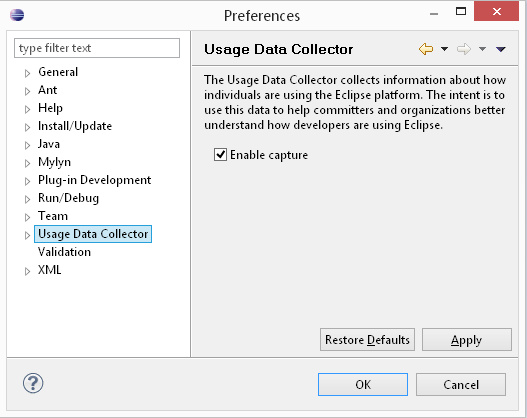 Preferences
type filter text
General
Ant
Help
Install/Update
Java
Mylyn
Plug-in Development
Run/Debug
Team
Usage Data Collector
Validation
XML
Usage Data Collector
The Usage Data Collector collects information about how
individuals are using the Eclipse platform. The intent is to
use this data to help committers and organizations better
understand how developers are using Eclipse.
Enable capture
Restore Defaults
Apply
?
OK
Cancel